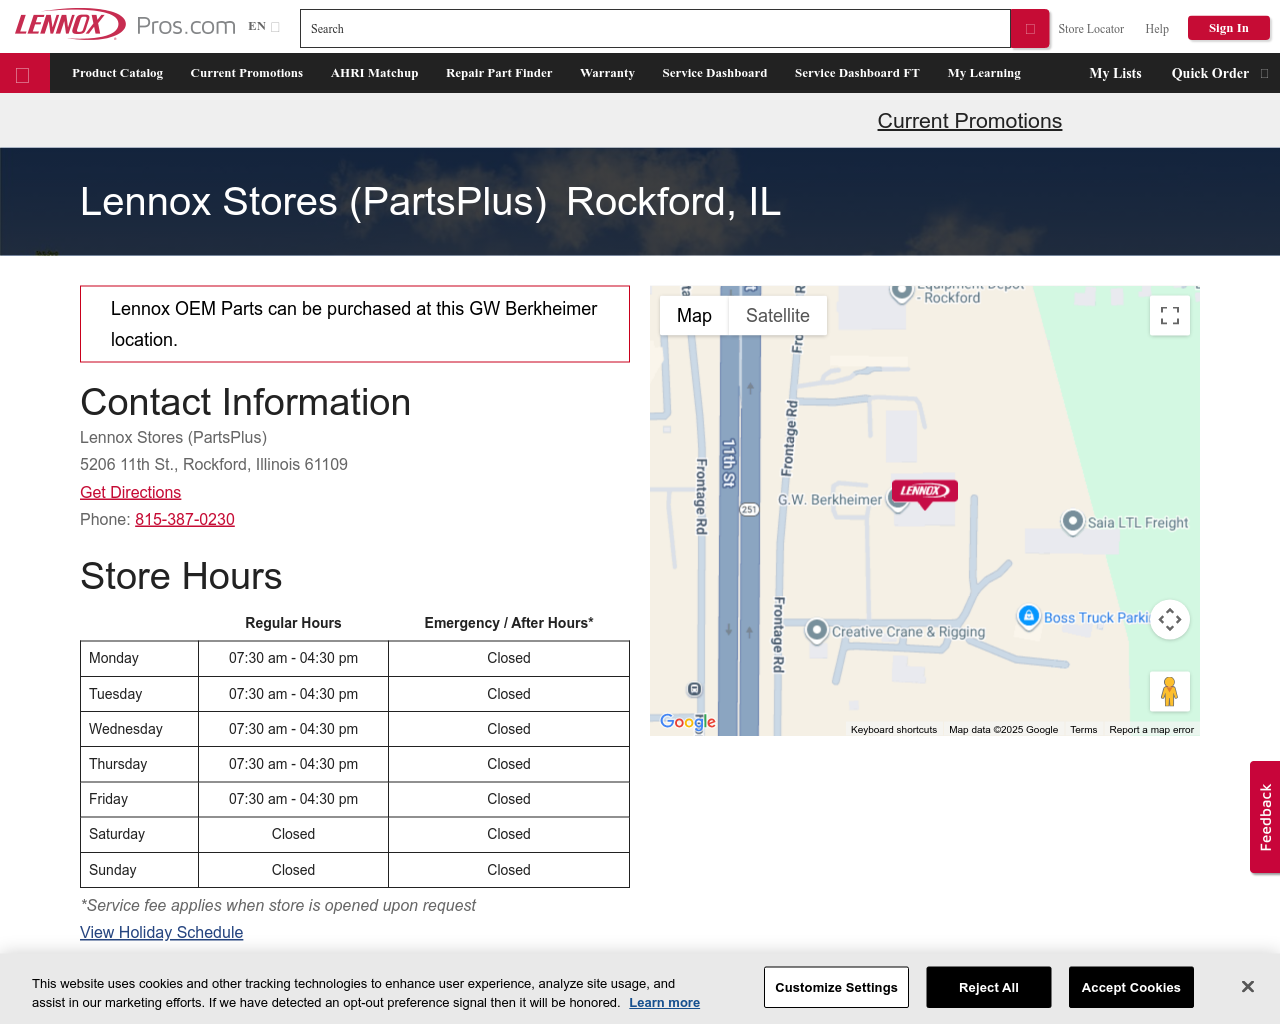 LENNOX Pros.com EN
Search
Store Locator
Help
Sign In
Product Catalog
Current Promotions
AHRI Matchup
Repair Part Finder
Warranty
Service Dashboard
Service Dashboard FT
My Learning
My Lists
Quick Order
Current Promotions
Lennox Stores (PartsPlus) Rockford, IL
Lennox OEM Parts can be purchased at this GW Berkheimer
location.
Contact Information
Lennox Stores (PartsPlus)
5206 11th St., Rockford, Illinois 61109
Get Directions
Phone: 815-387-0230
Store Hours
Regular Hours Emergency / After Hours*
Monday 07:30 am - 04:30 pm Closed
Tuesday 07:30 am - 04:30 pm Closed
Wednesday 07:30 am - 04:30 pm Closed
Thursday 07:30 am - 04:30 pm Closed
Friday 07:30 am - 04:30 pm Closed
Saturday Closed Closed
Sunday Closed Closed
*Service fee applies when store is opened upon request
View Holiday Schedule
Map
Satellite
Equipment Depot
- Rockford
Frontage Rd
11th St
Frontage Rd
251
G.W. Berkheimer
LENNOX
Saia LTL Freight
Boss Truck Parki
Creative Crane & Rigging
Frontage Rd
Google
Keyboard shortcuts
Map data ©2025 Google
Terms
Report a map error
Feedback
This website uses cookies and other tracking technologies to enhance user experience, analyze site usage, and
assist in our marketing efforts. If we have detected an opt-out preference signal then it will be honored. Learn more
Customize Settings
Reject All
Accept Cookies